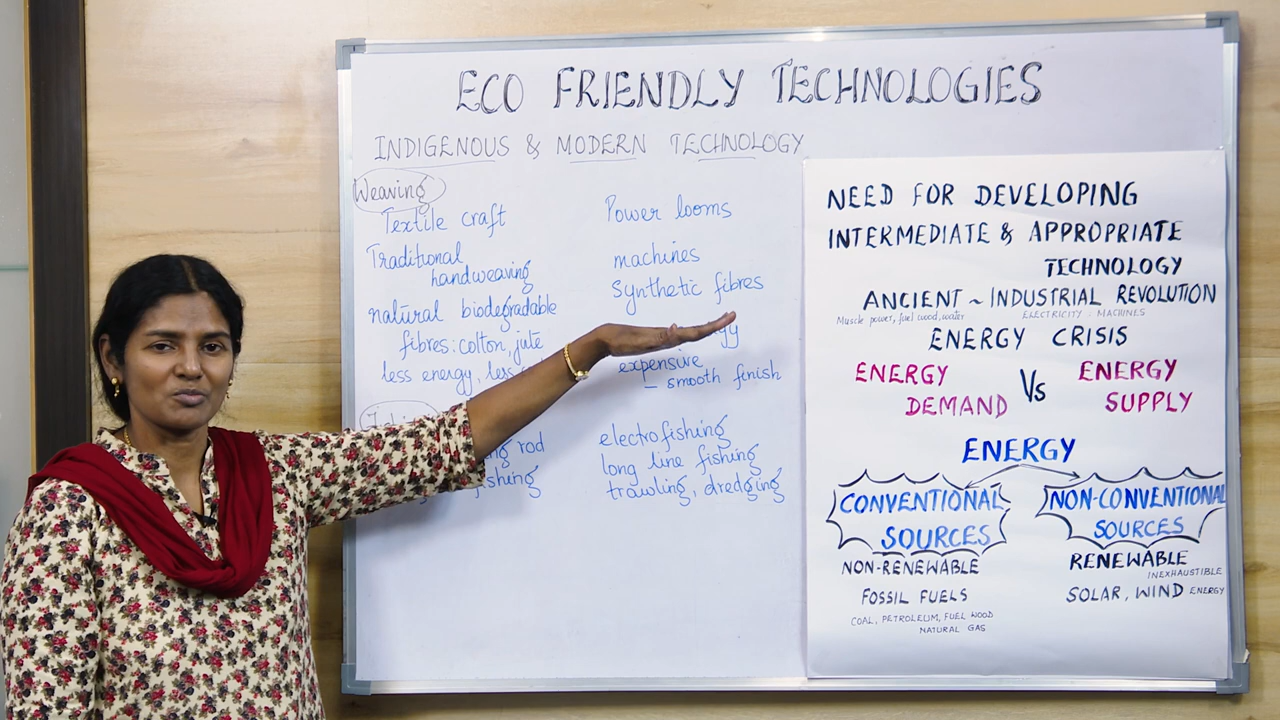 ECO FRIENDLY TECHNOLOGIES
INDIGENOUS & MODERN TECHNOLOGY
Weaving
Textile craft
Traditional
handweaving
natural biodegradable
fibres: cotton, jute
less energy,
rod
Power looms
machines
Synthetic fibres
expensive
smooth finish
electrofishing
long line fishing
trawling, dredging
NEED FOR DEVELOPING
INTERMEDIATE & APPROPRIATE
TECHNOLOGY
ANCIENT ~ INDUSTRIAL REVOLUTION
Muscle power, fuel wood, water
ELECTRICITY : MACHINES
ENERGY CRISIS
ENERGY
DEMAND
Vs
ENERGY
SUPPLY
ENERGY
CONVENTIONAL
SOURCES
NON-RENEWABLE
FOSSIL FUELS
COAL, PETROLEUM, FUEL WOOD
NATURAL GAS
NON-CONVENTIONAL
SOURCES
RENEWABLE
INEXHAUSTIBLE
SOLAR, WIND ENERGY